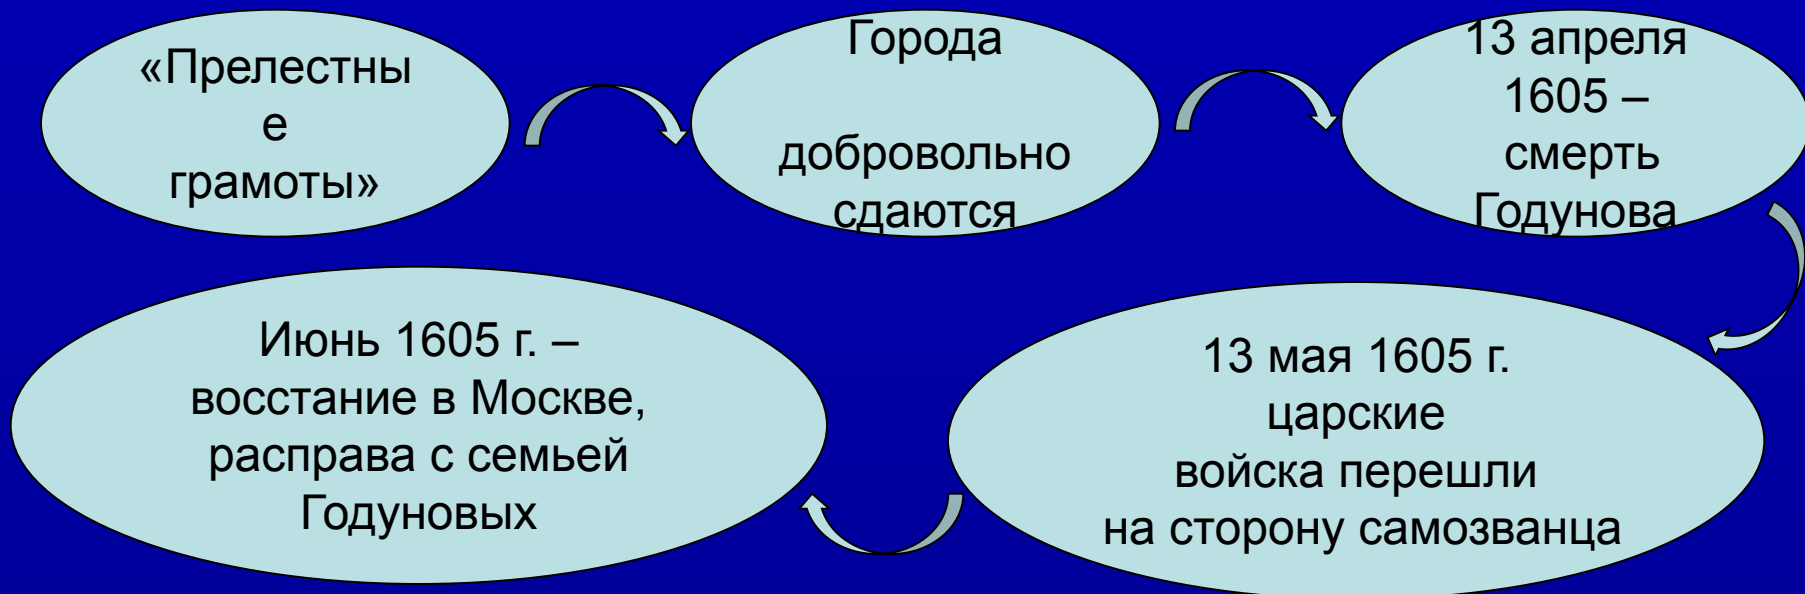 «Прелестны
е
грамоты»
Города
добровольно
сдаются
13 апреля
1605 –
смерть
Годунова
13 мая 1605 г.
царские
войска перешли
на сторону самозванца
Июнь 1605 г. –
восстание в Москве,
расправа с семьей
Годуновых